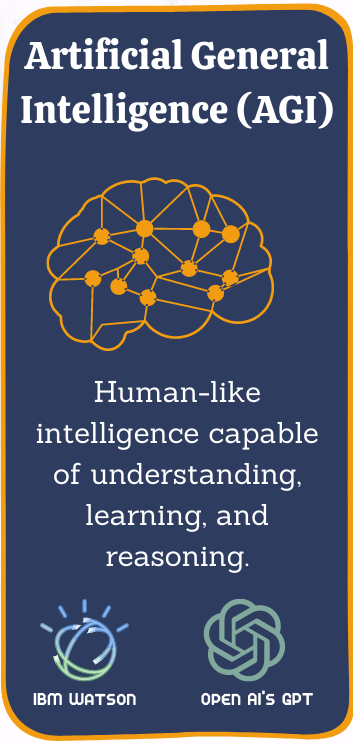 Artificial General
Intelligence (AGI)
Human-like
intelligence capable
of understanding,
learning, and
reasoning.
IBM WATSON
OPEN AI'S GPT